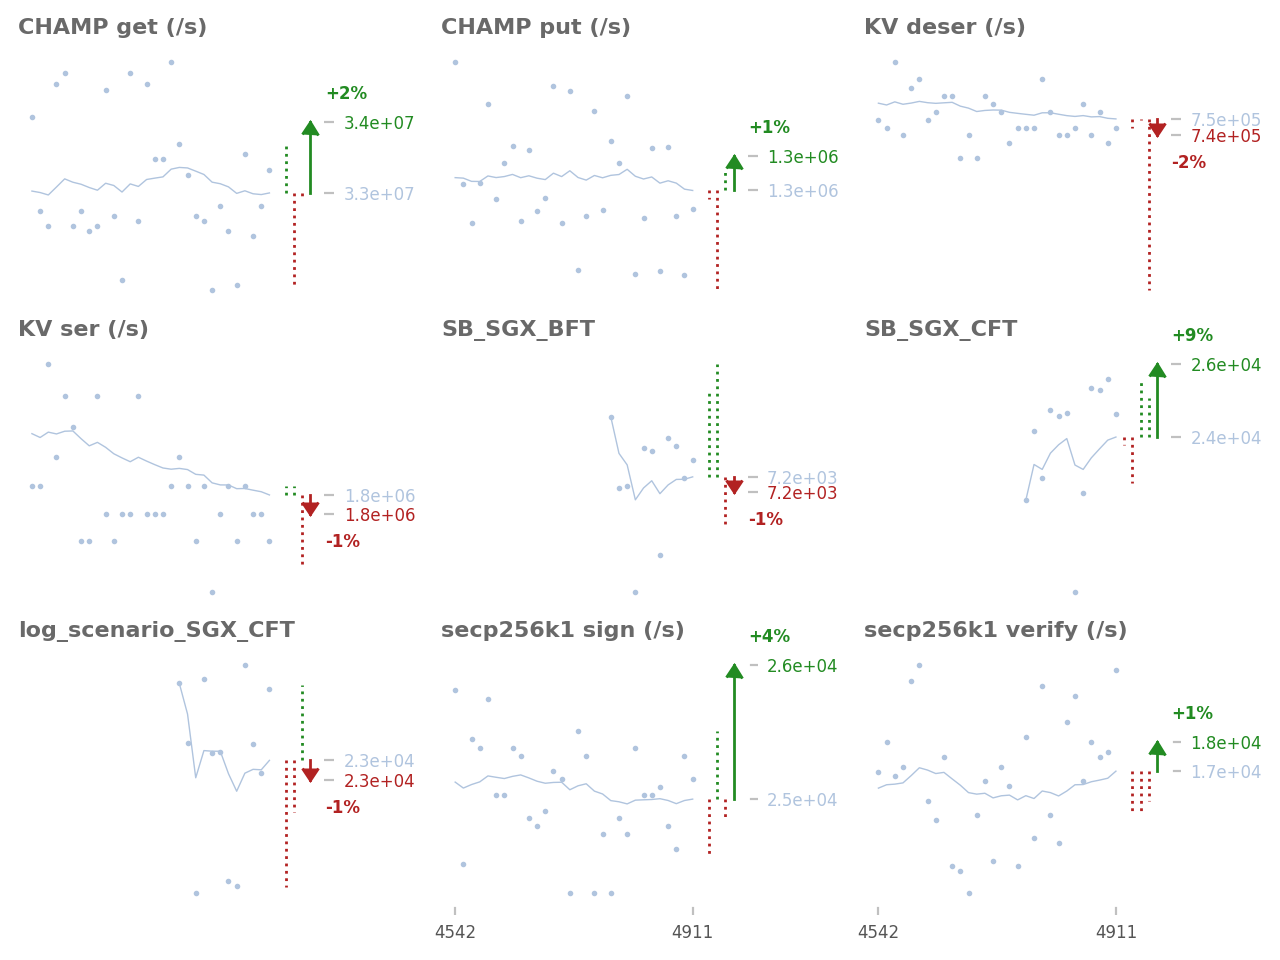 CHAMP get (/s)
+2%
3.4e+07
3.3e+07
CHAMP put (/s)
+1%
1.3e+06
1.3e+06
KV deser (/s)
7.5e+05
7.4e+05
-2%
KV ser (/s)
1.8e+06
1.8e+06
-1%
SB_SGX_BFT
7.2e+03
7.2e+03
-1%
SB_SGX_CFT
+9%
2.6e+04
2.4e+04
log_scenario_SGX_CFT
2.3e+04
2.3e+04
-1%
secp256k1 sign (/s)
+4%
2.6e+04
2.5e+04
4542
4911
secp256k1 verify (/s)
+1%
1.8e+04
1.7e+04
4542
4911